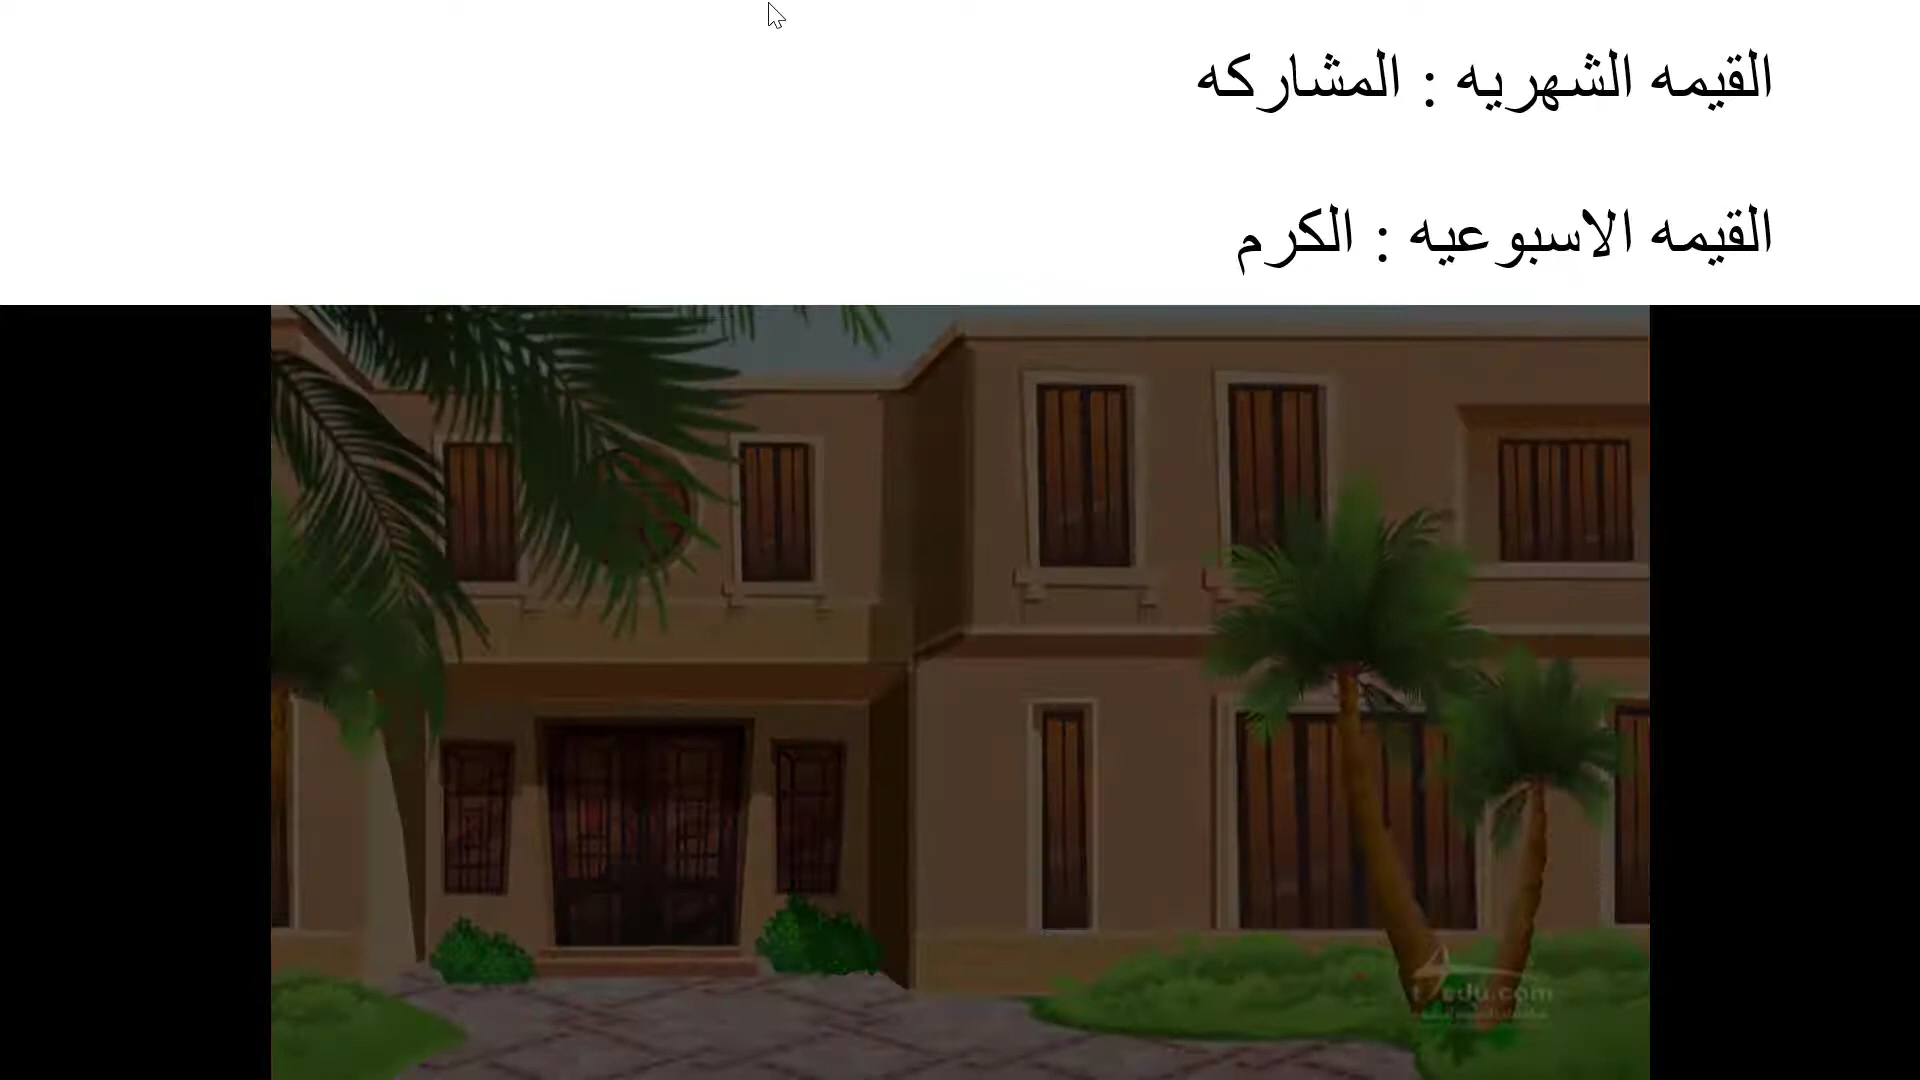 القيمه الشهريه : المشاركه
القيمه الاسبوعيه : الكرم